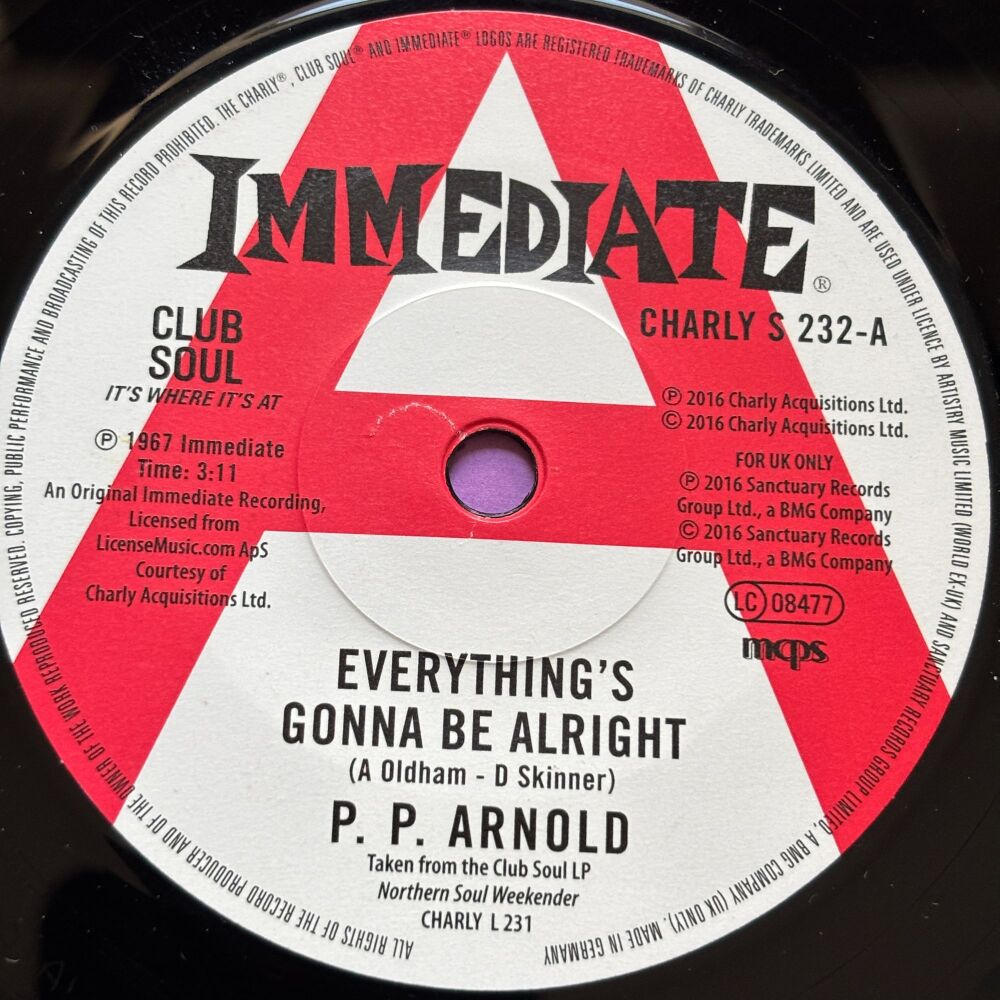 ALL RIGHTS OF THE RECORD PRODUCER AND OF THE OWNER OF THE WORK REPRODUCED RESERVED. COPYING, PUBLIC PERFORMANCE AND BROADCASTING OF THIS RECORD PROHIBITED. THE CHARLY®, CLUB SOUL® AND IMMEDIATE® LOGOS ARE REGISTERED TRADEMARKS OF CHARLY TRADEMARKS LIMITED AND ARE USED UNDER LICENCE BY ARTISTRY MUSIC LIMITED (WORLD EX-UK) AND SANCTUARY RECORDS GROUP LIMITED, A BMG COMPANY (UK ONLY). MADE IN GERMANY
IMMEDIATE®
CLUB
SOUL
IT'S WHERE IT'S AT
℗ 1967 Immediate
Time: 3:11
An Original Immediate Recording,
Licensed from
LicenseMusic.com ApS
Courtesy of
Charly Acquisitions Ltd.
CHARLY S 232-A
℗ 2016 Charly Acquisitions Ltd.
© 2016 Charly Acquisitions Ltd.
FOR UK ONLY
℗ 2016 Sanctuary Records
Group Ltd., a BMG Company
© 2016 Sanctuary Records
Group Ltd., a BMG Company
LC 08477
mcps
EVERYTHING'S
GONNA BE ALRIGHT
(A Oldham - D Skinner)
P. P. ARNOLD
Taken from the Club Soul LP
Northern Soul Weekender
CHARLY L 231